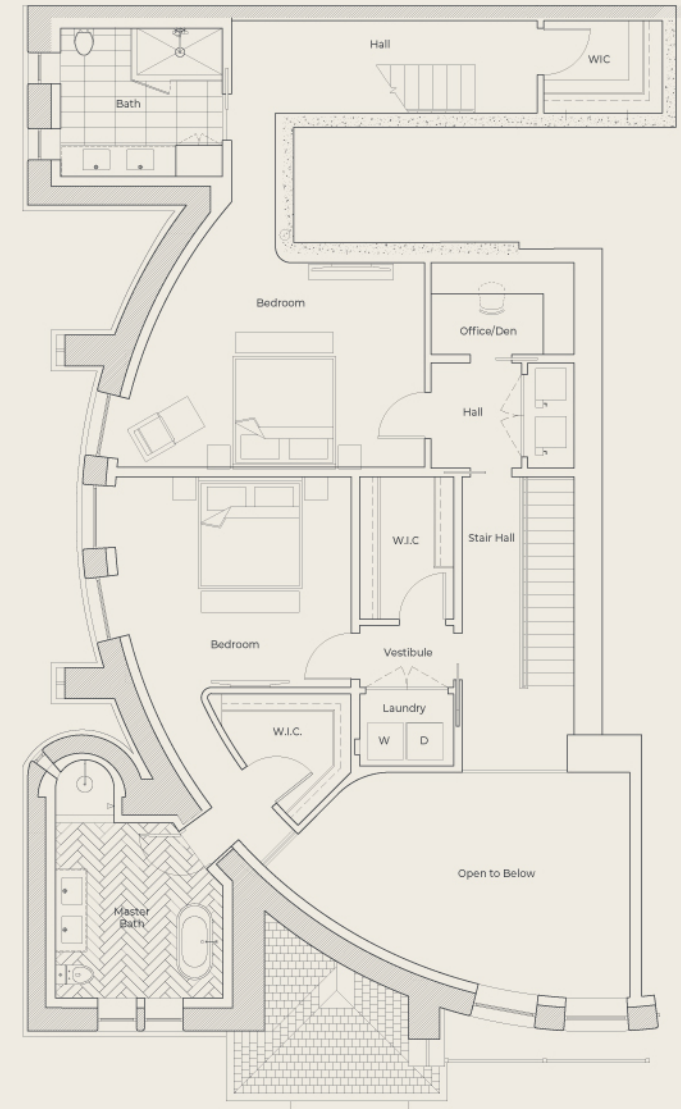 Hall
WIC
Bath
Bedroom
Office/Den
Hall
W.I.C
Stair Hall
Bedroom
Vestibule
Laundry
W.I.C.
W
D
Open to Below
Master
Bath